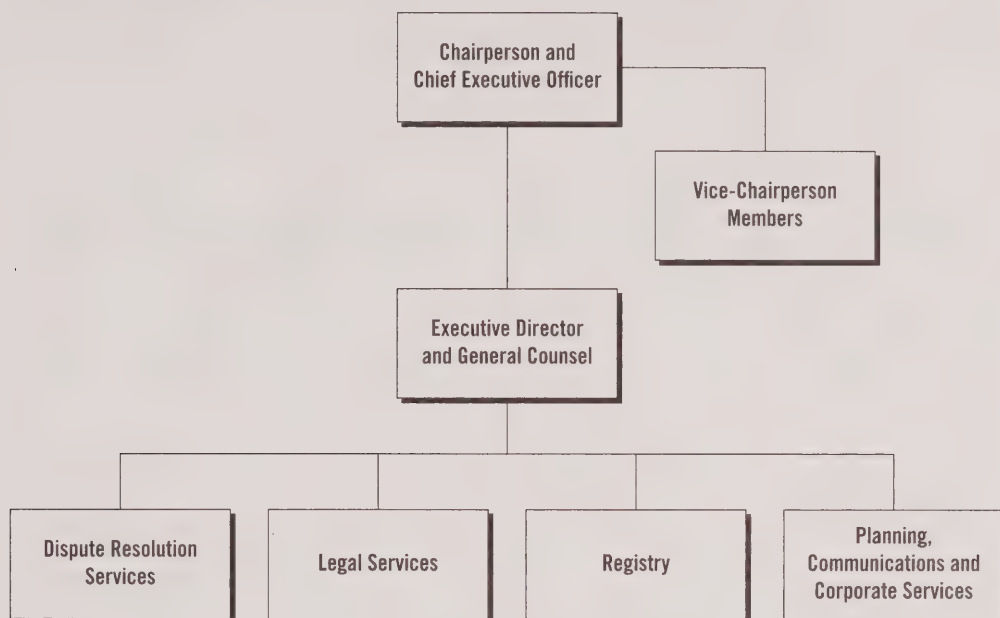 Chairperson and
Chief Executive Officer
Vice-Chairperson
Members
Executive Director
and General Counsel
Dispute Resolution
Services
Legal Services
Registry
Planning,
Communications and
Corporate Services